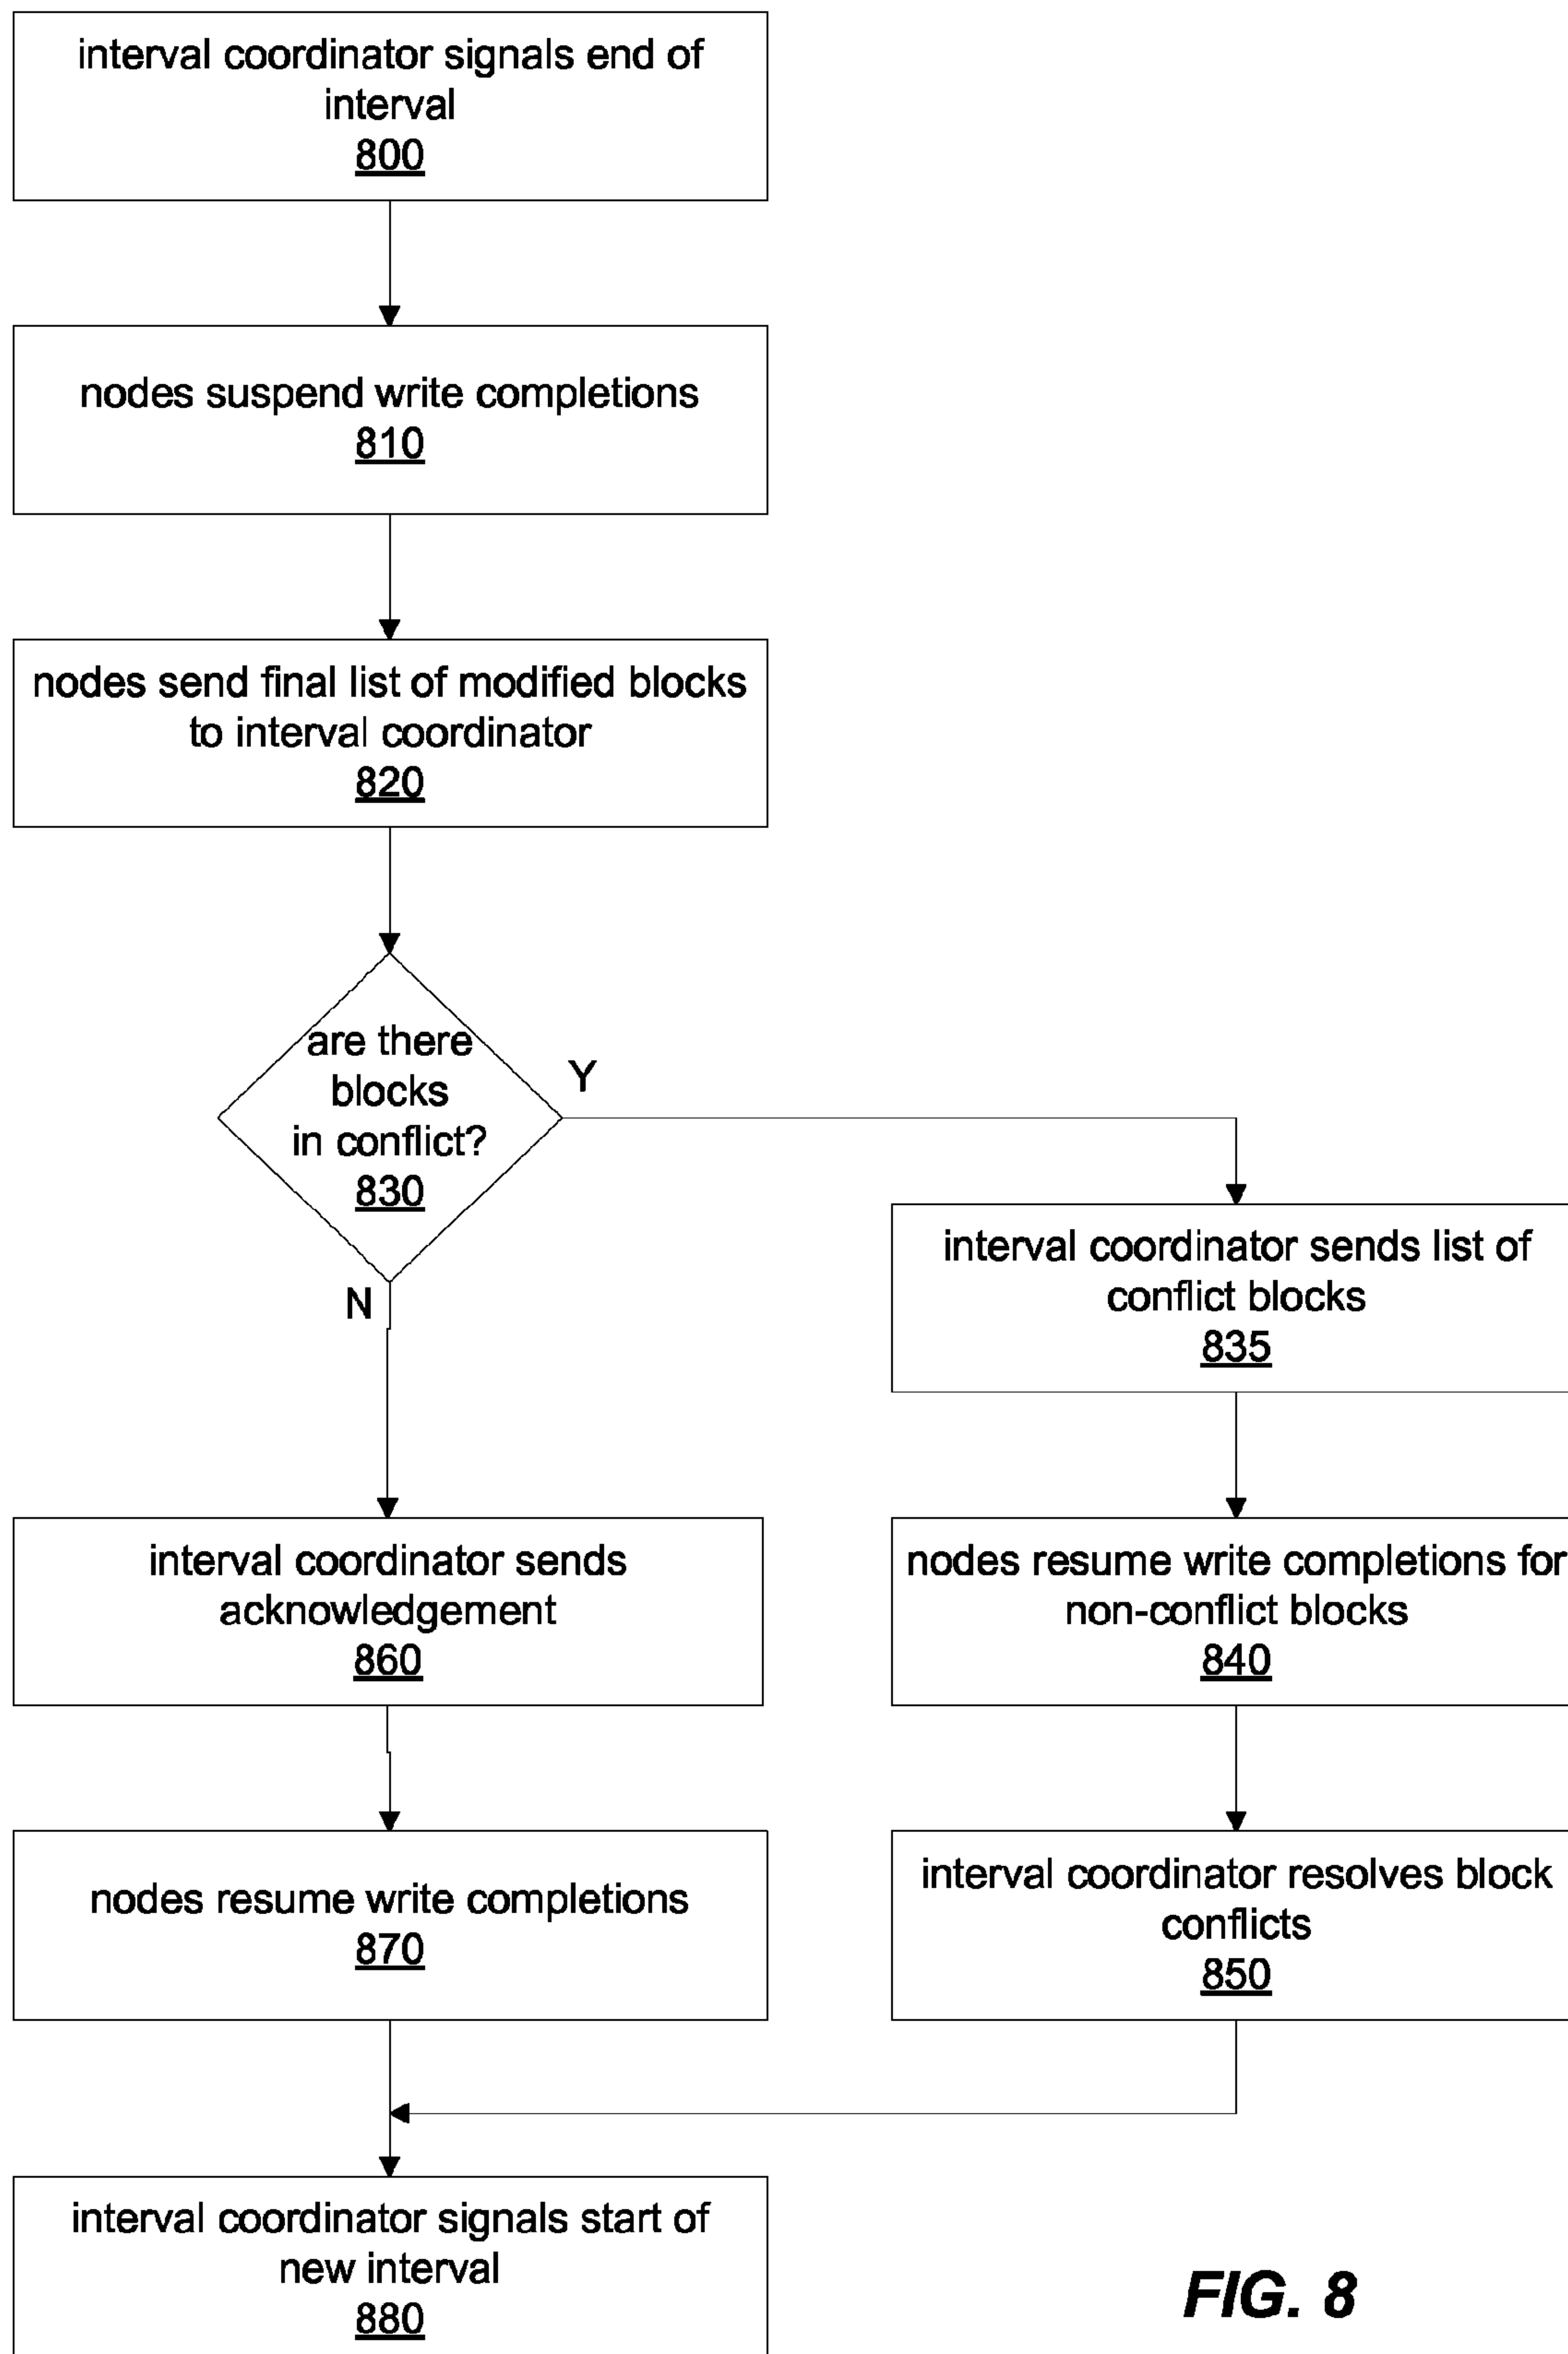 interval coordinator signals end of
interval
800
nodes suspend write completions
810
nodes send final list of modified blocks
to interval coordinator
820
are there
blocks
in conflict?
830
Y
N
interval coordinator sends list of
conflict blocks
835
interval coordinator sends
acknowledgement
860
nodes resume write completions for
non-conflict blocks
840
nodes resume write completions
870
interval coordinator resolves block
conflicts
850
interval coordinator signals start of
new interval
880
FIG. 8